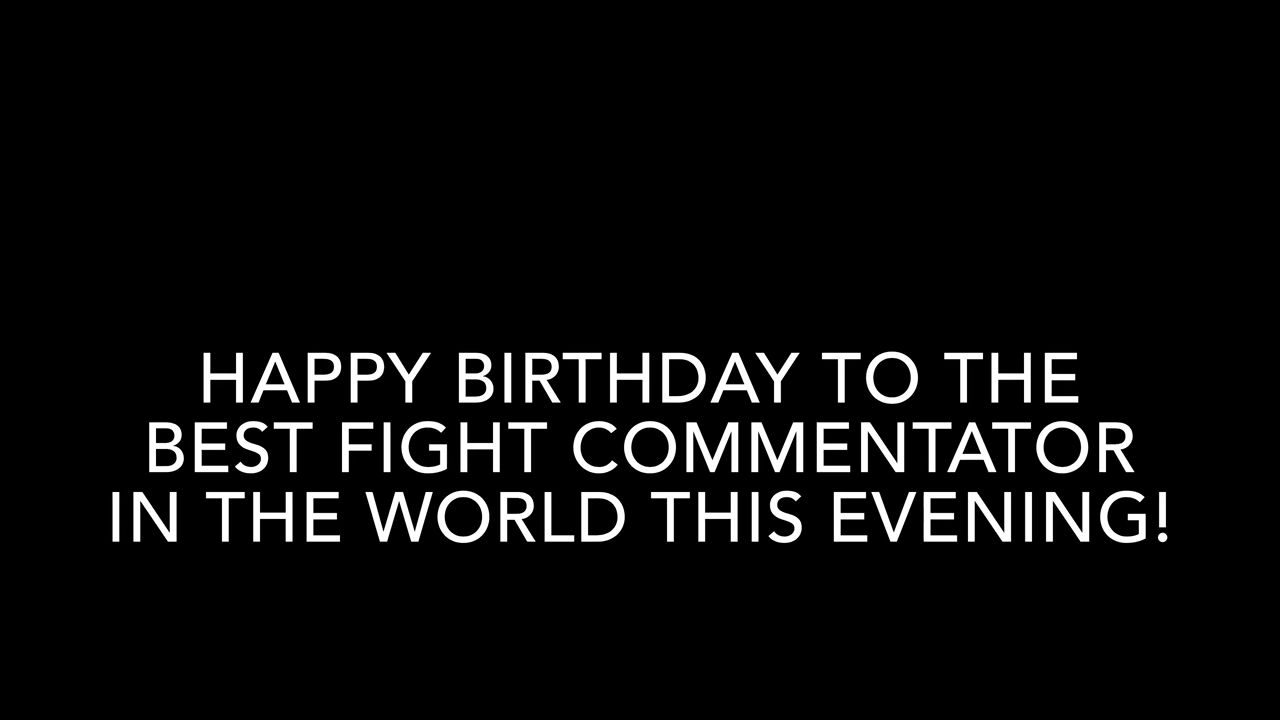 HAPPY BIRTHDAY TO THE
BEST FIGHT COMMENTATOR
IN THE WORLD THIS EVENING!